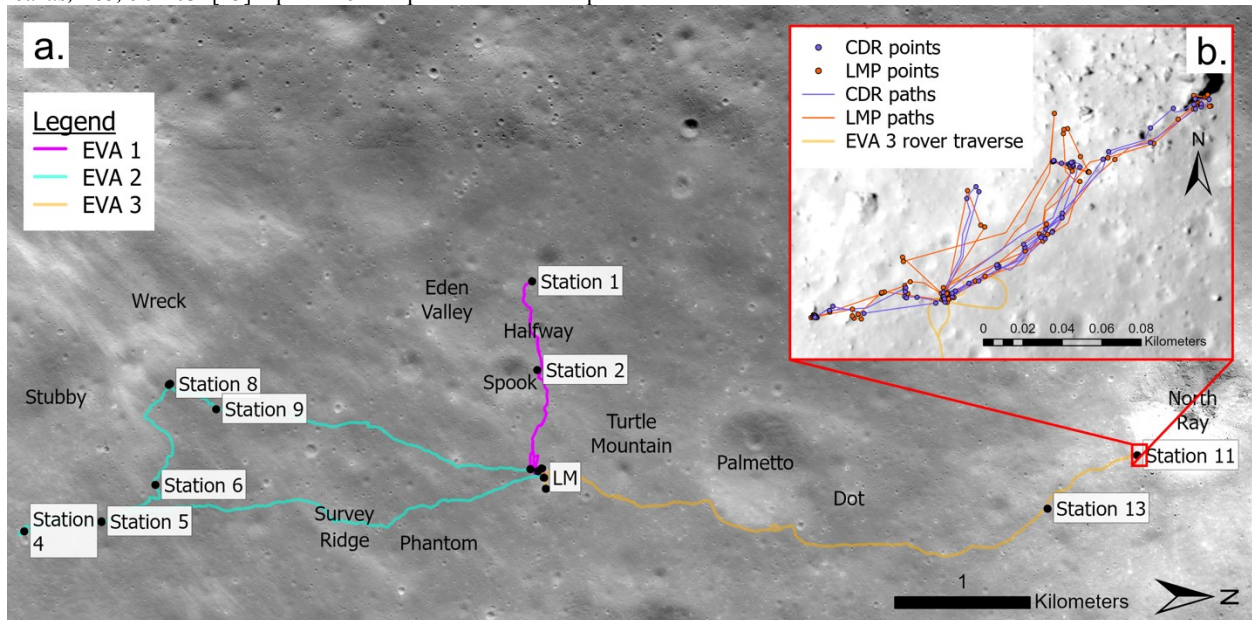 a.
Legend
EVA 1
EVA 2
EVA 3
b.
CDR points
LMP points
CDR paths
LMP paths
EVA 3 rover traverse
N
0 0.02 0.04 0.06 0.08
Kilometers
Wreck
Eden
Valley
Station 1
Halfway
Stubby
Station 8
Station 9
Spook
Station 2
Turtle
Mountain
Palmetto
North
Ray
Station 11
Station 6
LM
Dot
Station 13
Station
4
Station 5
Survey
Ridge
Phantom
1
Kilometers
N